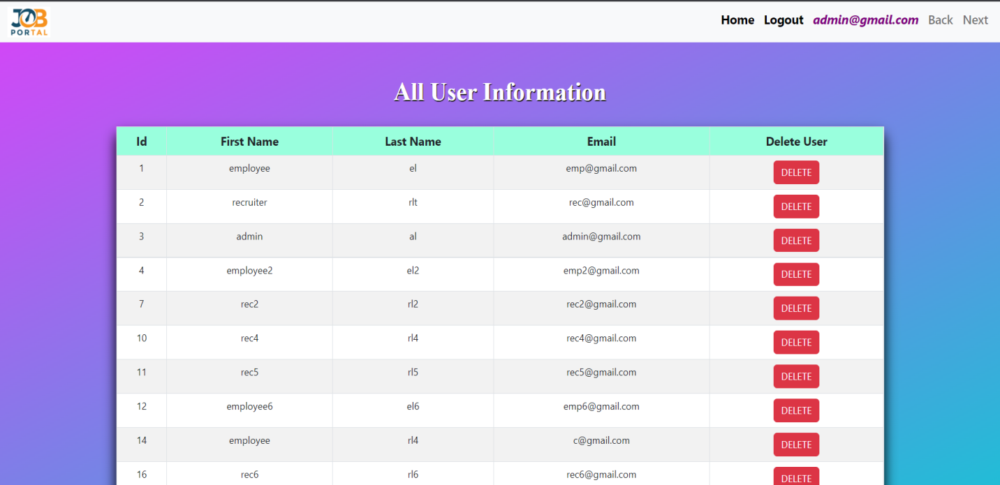 JOB
PORTAL
Home Logout admin@gmail.com Back Next
All User Information
Id First Name Last Name Email Delete User
1 employee el emp@gmail.com DELETE
2 recruiter rlt rec@gmail.com DELETE
3 admin al admin@gmail.com DELETE
4 employee2 el2 emp2@gmail.com DELETE
7 rec2 rl2 rec2@gmail.com DELETE
10 rec4 rl4 rec4@gmail.com DELETE
11 rec5 rl5 rec5@gmail.com DELETE
12 employee6 el6 emp6@gmail.com DELETE
14 employee rl4 c@gmail.com DELETE
16 rec6 rl6 rec6@gmail.com DELETE